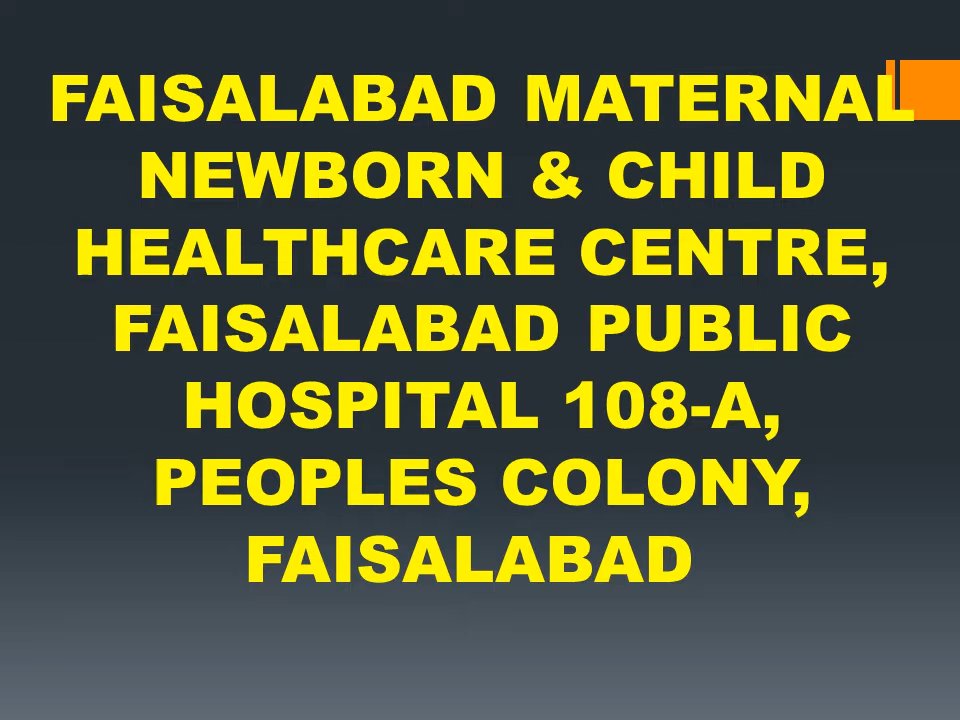 FAISALABAD MATERNAL
NEWBORN & CHILD
HEALTHCARE CENTRE,
FAISALABAD PUBLIC
HOSPITAL 108-A,
PEOPLES COLONY,
FAISALABAD